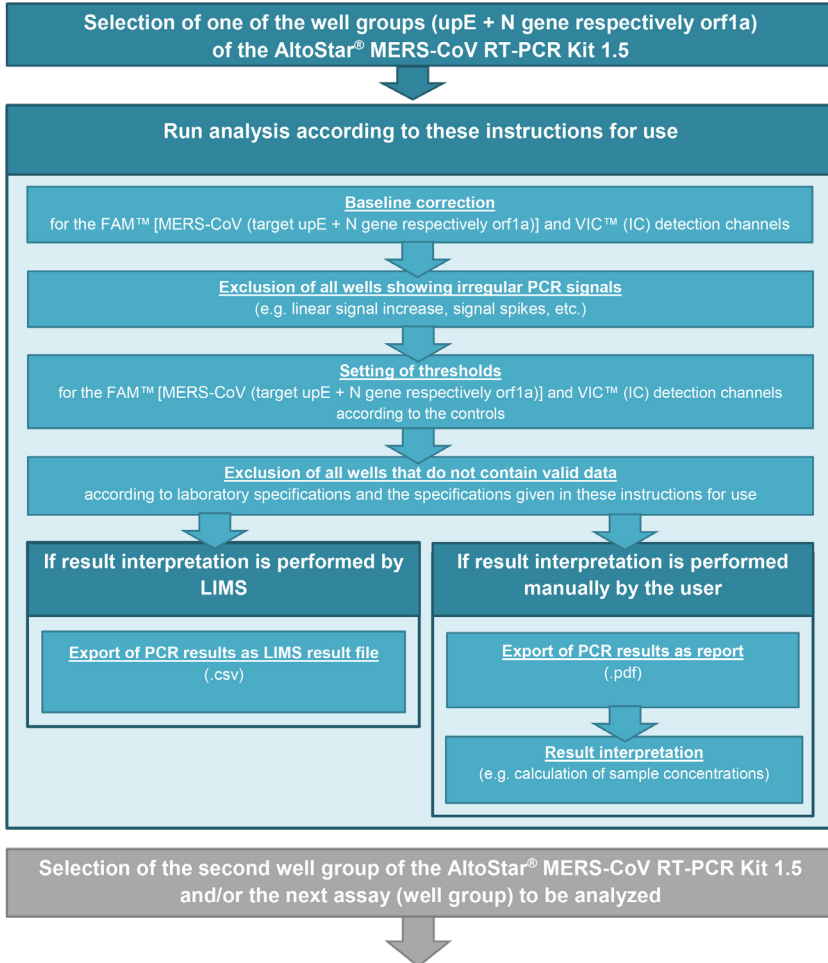 Selection of one of the well groups (upE + N gene respectively orf1a)
of the AltoStar® MERS-CoV RT-PCR Kit 1.5
Run analysis according to these instructions for use
Baseline correction
for the FAM™ [MERS-CoV (target upE + N gene respectively orf1a)] and VIC™ (IC) detection channels
Exclusion of all wells showing irregular PCR signals
(e.g. linear signal increase, signal spikes, etc.)
Setting of thresholds
for the FAM™ [MERS-CoV (target upE + N gene respectively orf1a)] and VIC™ (IC) detection channels
according to the controls
Exclusion of all wells that do not contain valid data
according to laboratory specifications and the specifications given in these instructions for use
If result interpretation is performed by
LIMS
Export of PCR results as LIMS result file
(.csv)
If result interpretation is performed
manually by the user
Export of PCR results as report
(.pdf)
Result interpretation
(e.g. calculation of sample concentrations)
Selection of the second well group of the AltoStar® MERS-CoV RT-PCR Kit 1.5
and/or the next assay (well group) to be analyzed